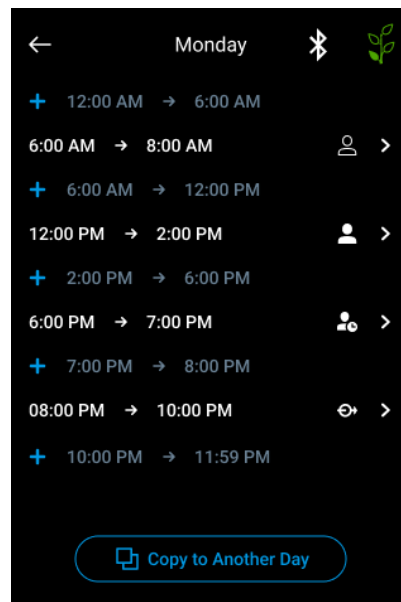 Monday
12:00 AM → 6:00 AM
6:00 AM → 8:00 AM
6:00 AM → 12:00 PM
12:00 PM → 2:00 PM
2:00 PM → 6:00 PM
6:00 PM → 7:00 PM
7:00 PM → 8:00 PM
08:00 PM → 10:00 PM
10:00 PM → 11:59 PM
Copy to Another Day